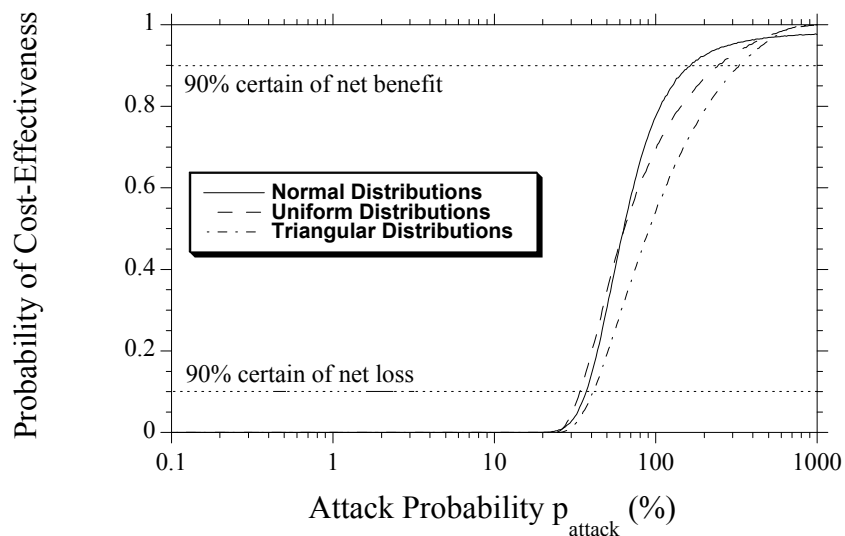 1
0.8
0.6
0.4
0.2
0
Probability of Cost-Effectiveness
90% certain of net benefit
Normal Distributions
Uniform Distributions
Triangular Distributions
90% certain of net loss
0.1 1 10 100 1000
Attack Probability p_attack (%)